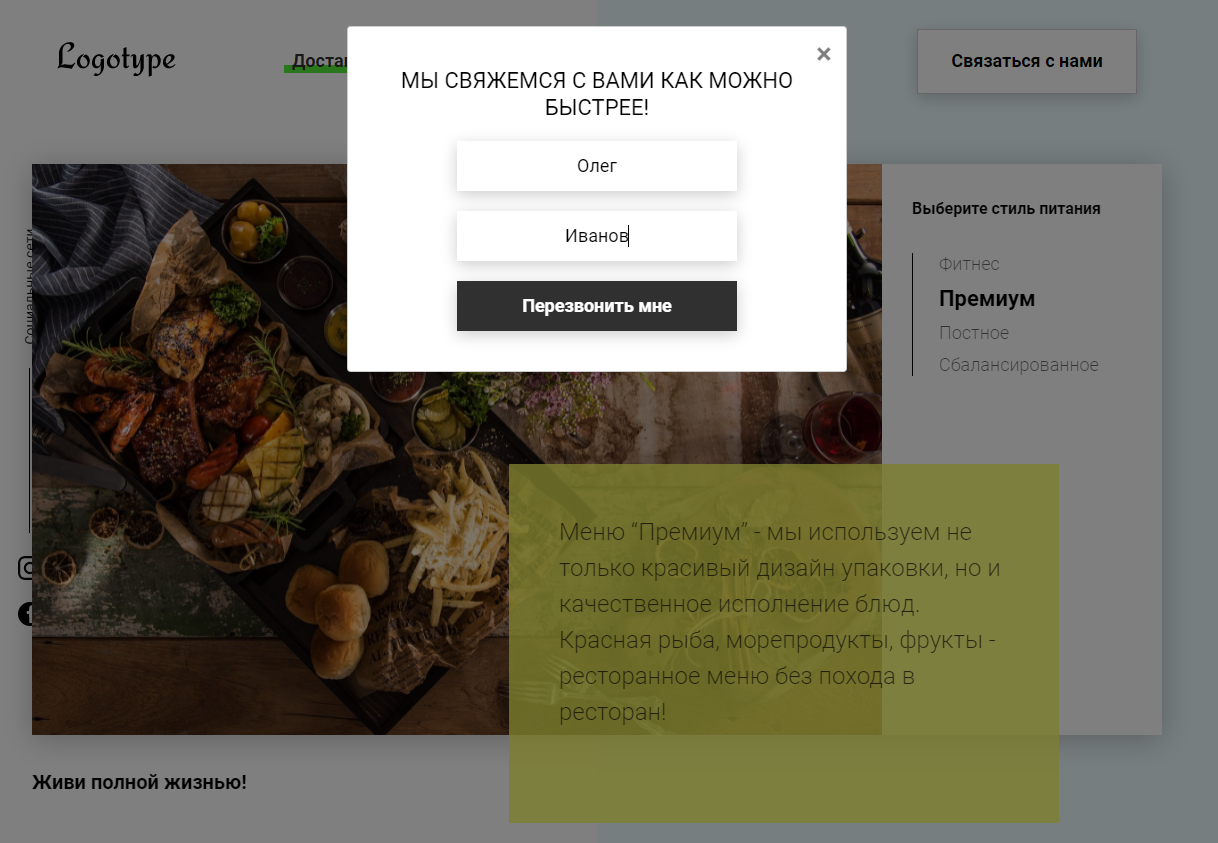 Logotype
Связаться с нами
МЫ СВЯЖЕМСЯ С ВАМИ КАК МОЖНО
БЫСТРЕЕ!
Олег
Иванов
Перезвонить мне
Социальные сети
Выберите стиль питания
Фитнес
Премиум
Постное
Сбалансированное
Меню “Премиум” - мы используем не
только красивый дизайн упаковки, но и
качественное исполнение блюд.
Красная рыба, морепродукты, фрукты -
ресторанное меню без похода в
ресторан!
Живи полной жизнью!